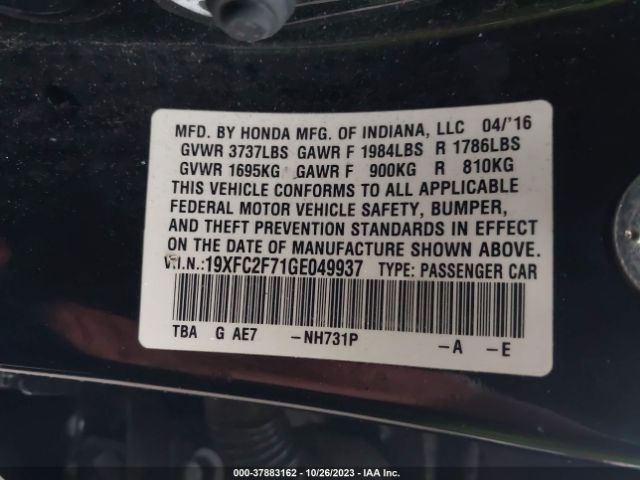 MFD. BY HONDA MFG. OF INDIANA, LLC 04/'16
GVWR 3737LBS GAWR F 1984LBS R 1786LBS
GVWR 1695KG GAWR F 900KG R 810KG
THIS VEHICLE CONFORMS TO ALL APPLICABLE
FEDERAL MOTOR VEHICLE SAFETY, BUMPER,
AND THEFT PREVENTION STANDARDS IN EFFECT
ON THE DATE OF MANUFACTURE SHOWN ABOVE.
V.I.N.:19XFC2F71GE049937 TYPE: PASSENGER CAR
TBA G AE7 -NH731P -A -E
000-37883162 - 10/26/2023 - IAA Inc.